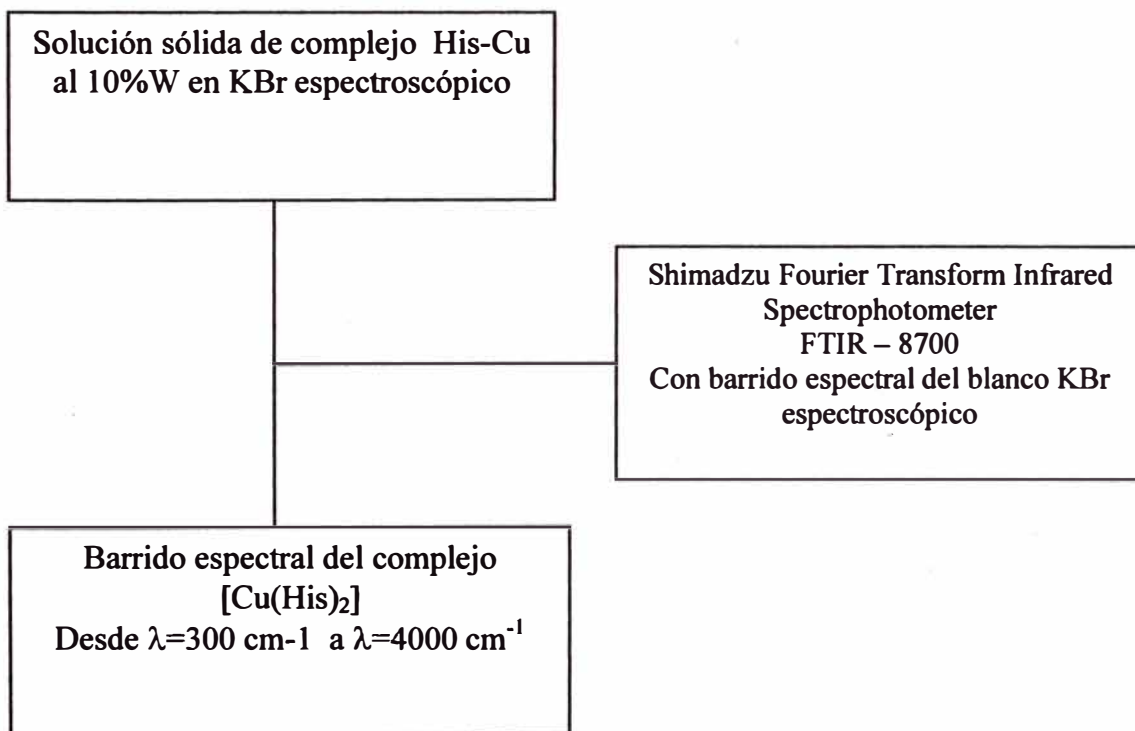 Solución sólida de complejo His-Cu
al 10%W en KBr espectroscópico
Shimadzu Fourier Transform Infrared
Spectrophotometer
FTIR – 8700
Con barrido espectral del blanco KBr
espectroscópico
Barrido espectral del complejo
[Cu(His)₂]
Desde λ=300 cm-1 a λ=4000 cm⁻¹